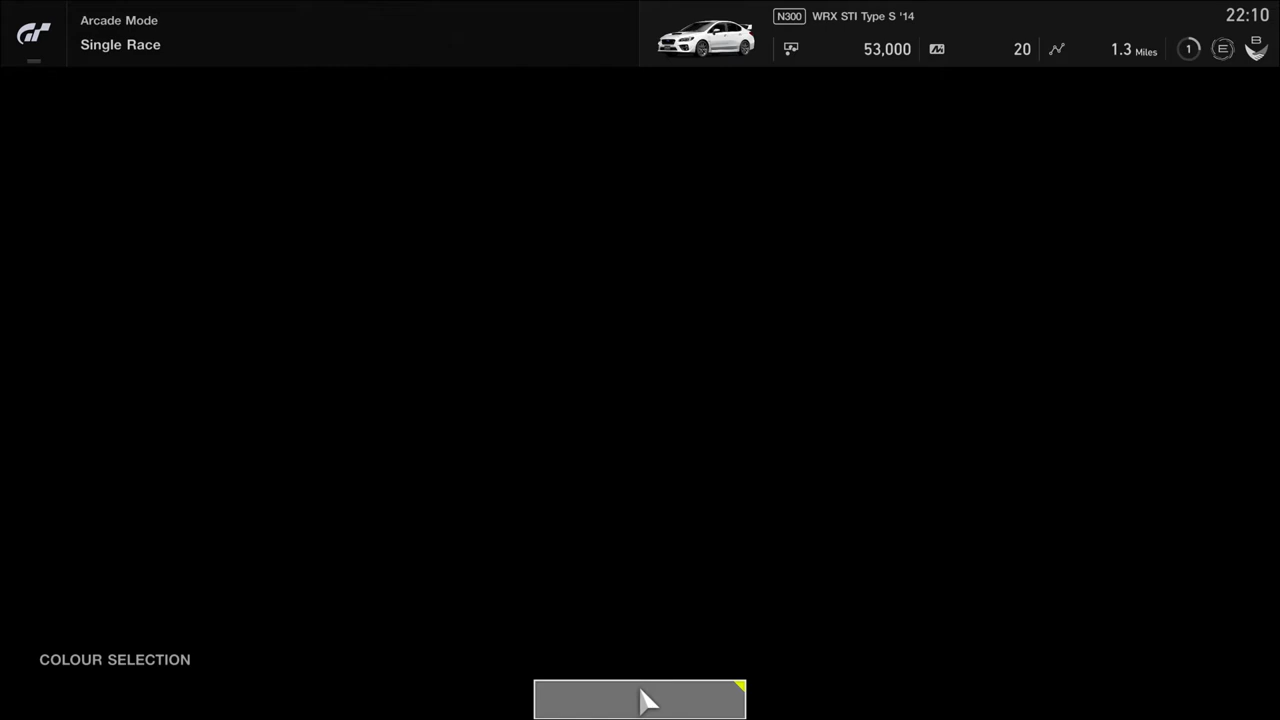 Arcade Mode
Single Race
N300 WRX STI Type S '14
22:10
53,000
20
1.3 Miles
1
E
B
COLOUR SELECTION